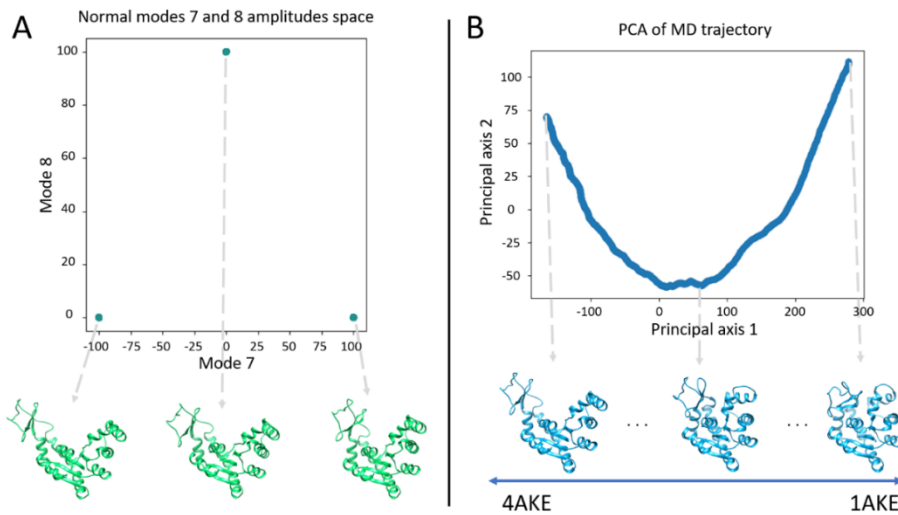 A
Normal modes 7 and 8 amplitudes space
100
80
60
40
20
0
Mode 8
-100 -75 -50 -25 0 25 50 75 100
Mode 7
B
PCA of MD trajectory
100
75
50
25
0
-25
-50
Principal axis 2
-100 0 100 200 300
Principal axis 1
... ...
4AKE 1AKE